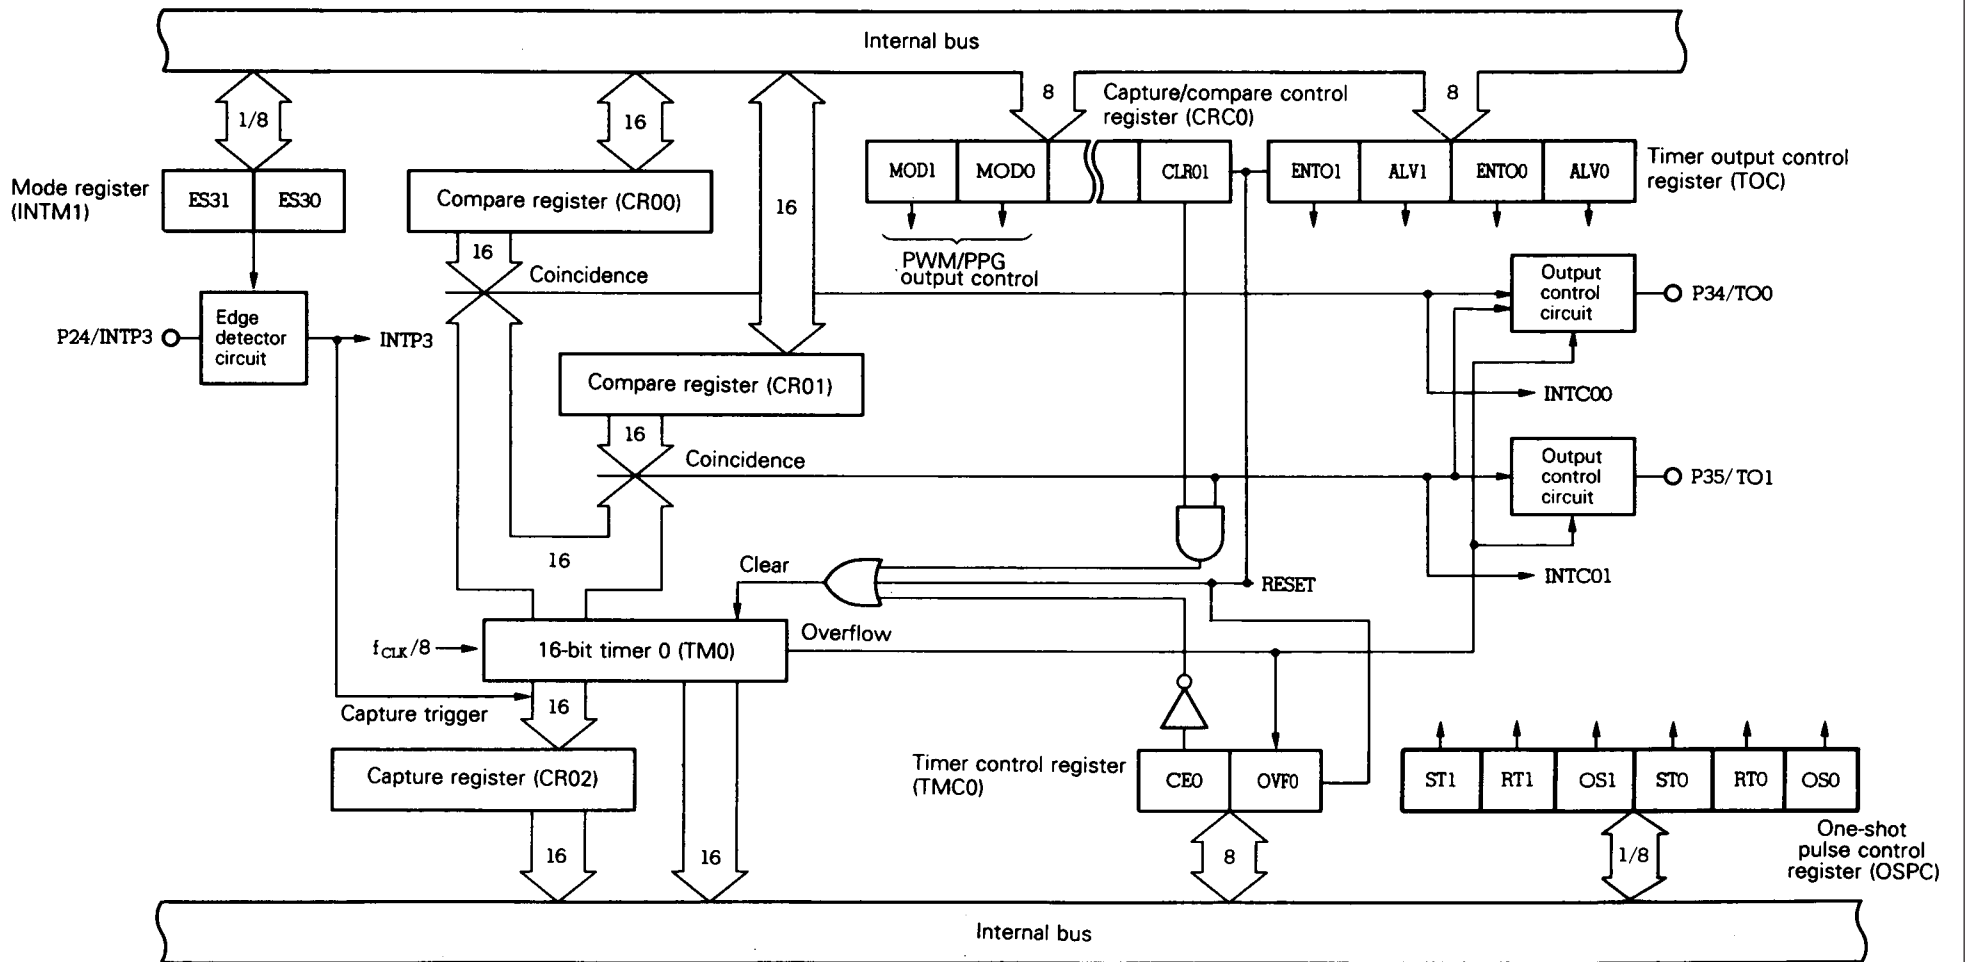 Internal bus
1/8
16
16
8
Capture/compare control
register (CRC0)
8
Mode register
(INTM1)
ES31
ES30
Compare register (CR00)
MOD1
MOD0
CLR01
ENTO1
ALV1
ENTO0
ALV0
Timer output control
register (TOC)
16
Coincidence
PWM/PPG
output control
Output
control
circuit
P34/TO0
P24/INTP3
Edge
detector
circuit
INTP3
Compare register (CR01)
INTC00
16
Coincidence
Output
control
circuit
P35/TO1
16
Clear
RESET
INTC01
fCLK/8
16-bit timer 0 (TM0)
Overflow
Capture trigger
16
Capture register (CR02)
Timer control register
(TMC0)
CE0
OVF0
ST1
RT1
OS1
ST0
RT0
OS0
16
16
8
1/8
One-shot
pulse control
register (OSPC)
Internal bus